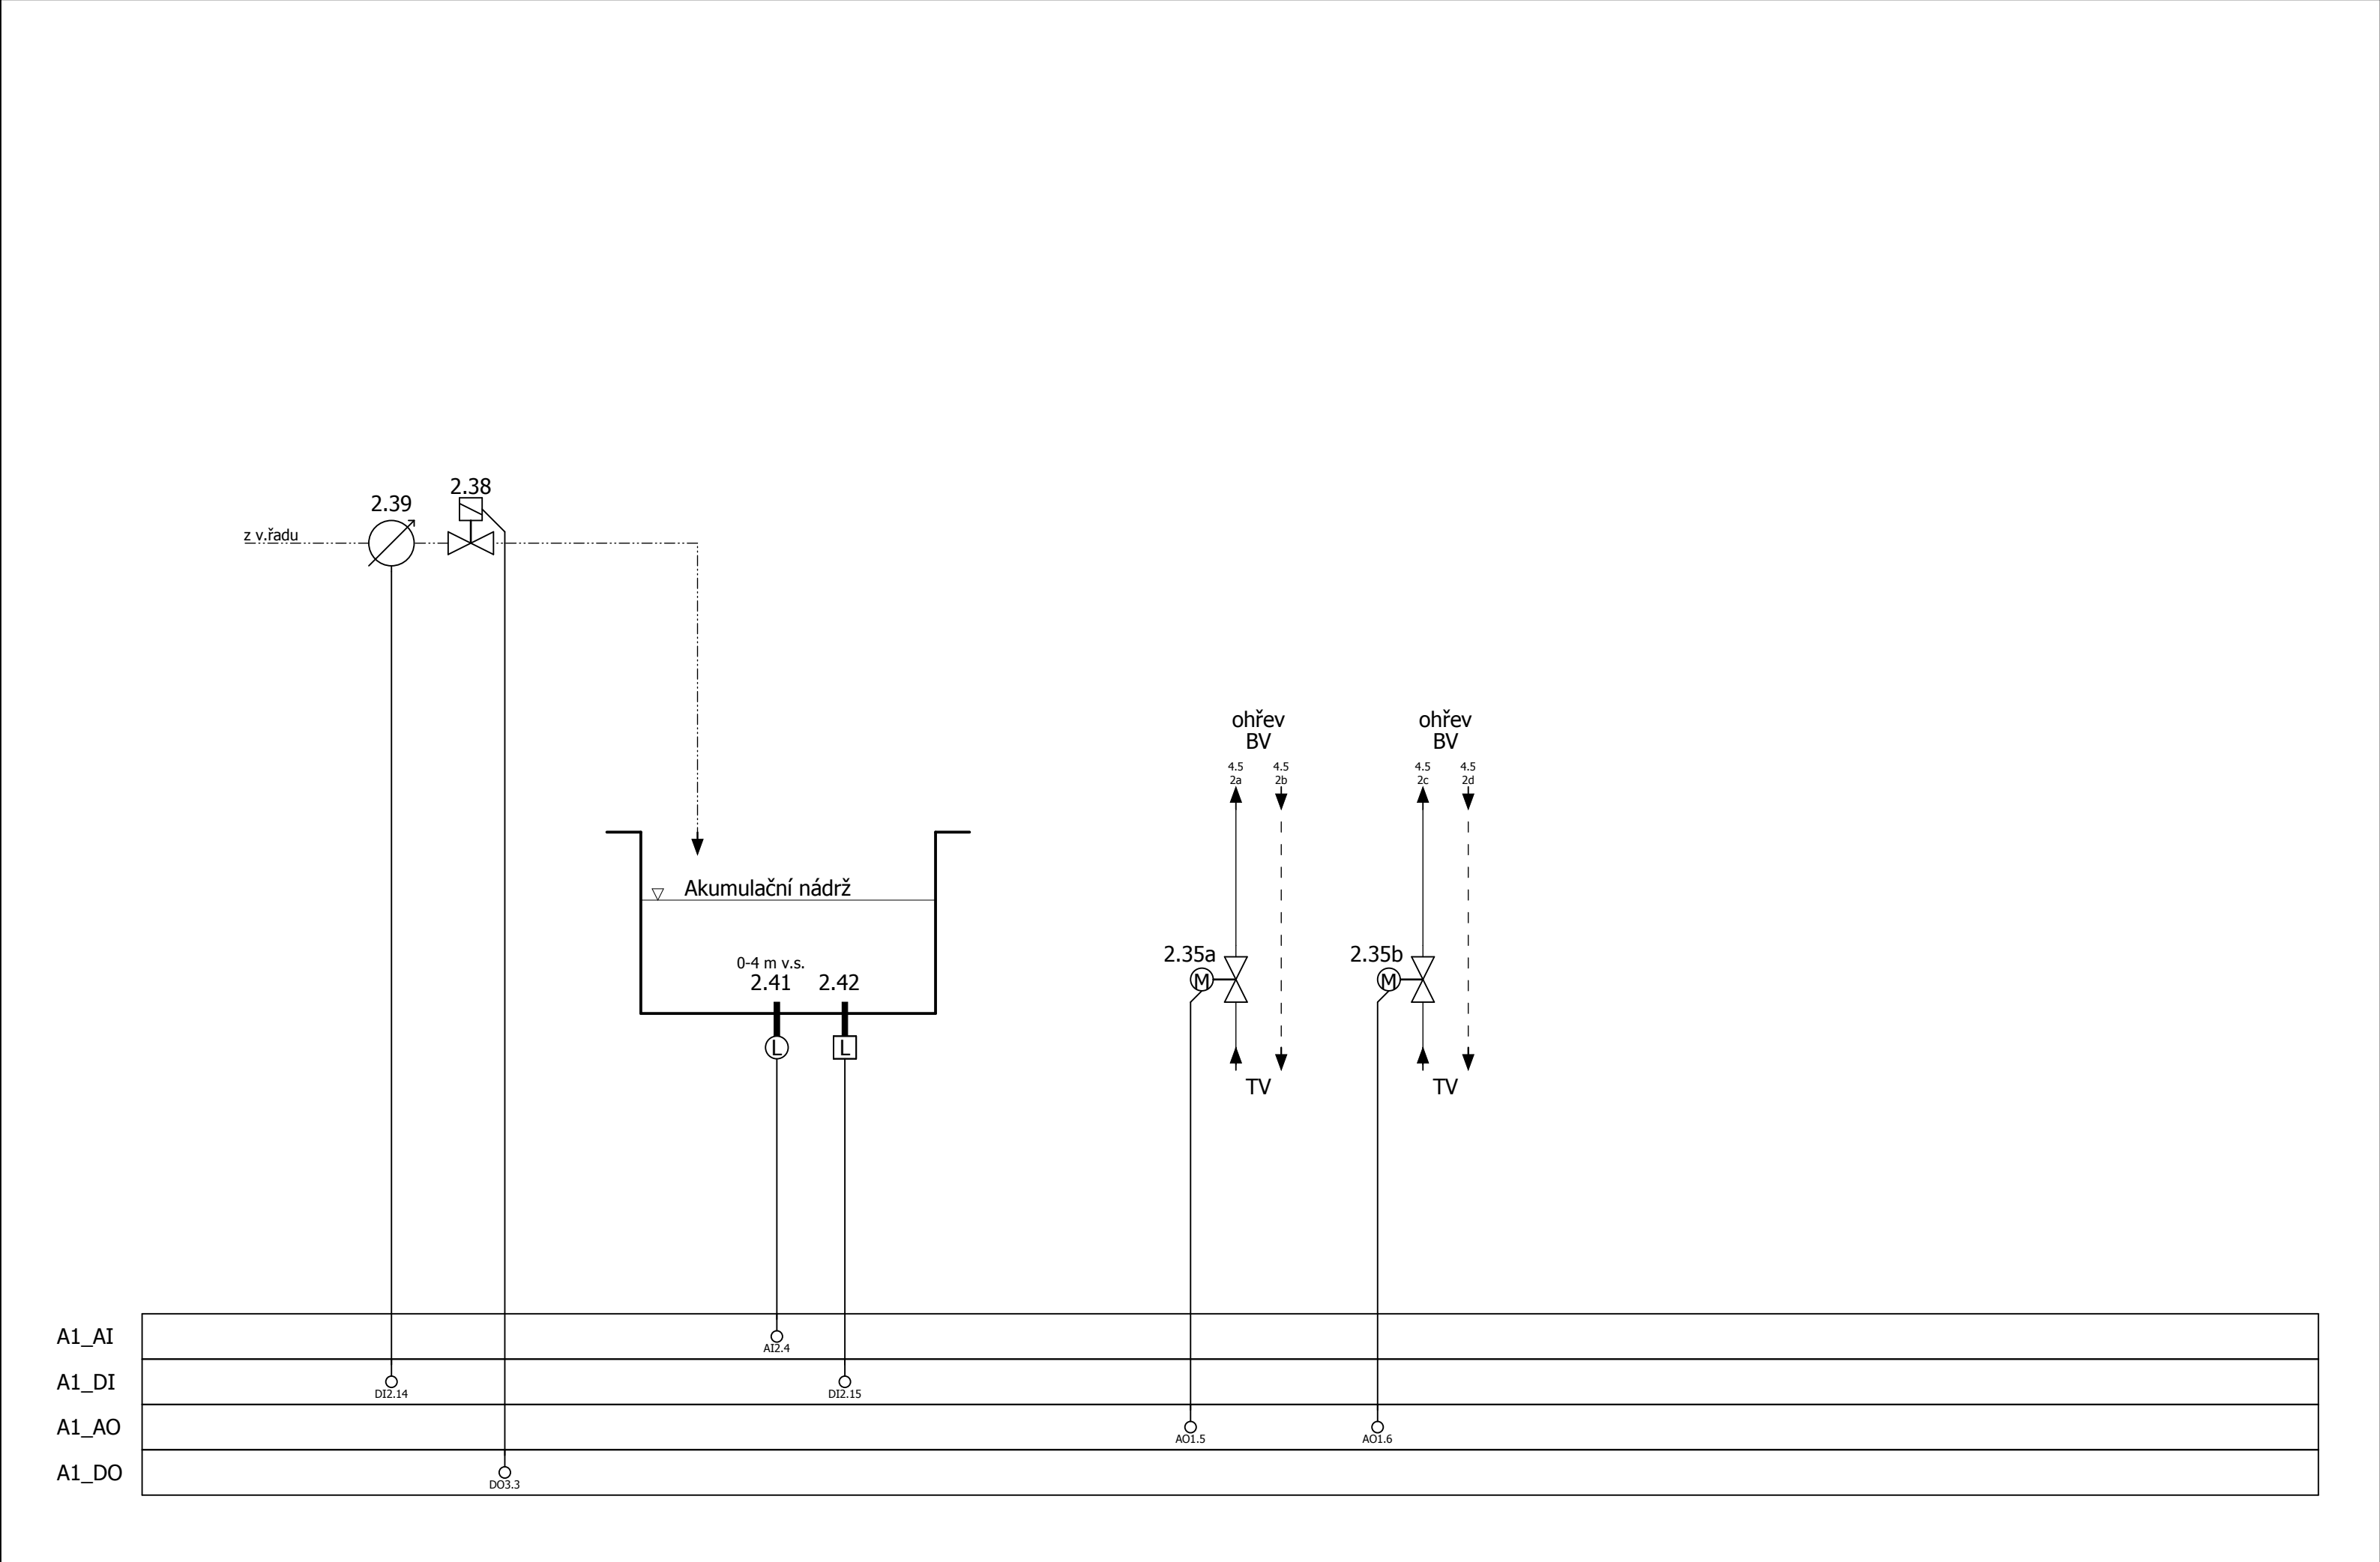 2.38
2.39
z v.řadu
ohřev
BV
ohřev
BV
4.5
2a
4.5
2b
4.5
2c
4.5
2d
Akumulační nádrž
2.35a
M
2.35b
M
0-4 m v.s.
2.41
2.42
L
L
TV
TV
A1_AI
AI2.4
A1_DI
DI2.14
DI2.15
A1_AO
AO1.5
AO1.6
A1_DO
DO3.3